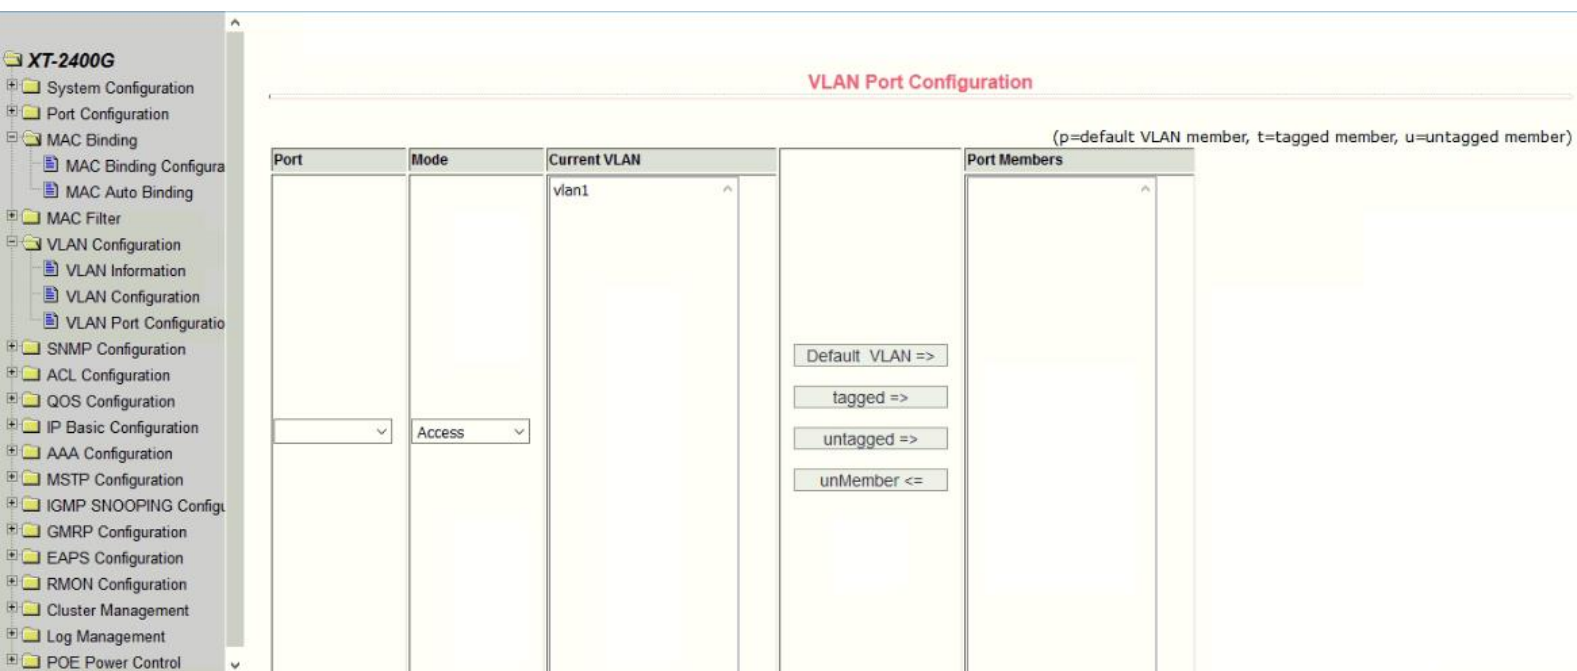 XT-2400G
System Configuration
Port Configuration
MAC Binding
MAC Binding Configura
MAC Auto Binding
MAC Filter
VLAN Configuration
VLAN Information
VLAN Configuration
VLAN Port Configuratio
SNMP Configuration
ACL Configuration
QOS Configuration
IP Basic Configuration
AAA Configuration
MSTP Configuration
IGMP SNOOPING Configu
GMRP Configuration
EAPS Configuration
RMON Configuration
Cluster Management
Log Management
POE Power Control
VLAN Port Configuration
(p=default VLAN member, t=tagged member, u=untagged member)
Port Mode Current VLAN Port Members
vlan1
Default VLAN =>
tagged =>
Access untagged =>
unMember <=